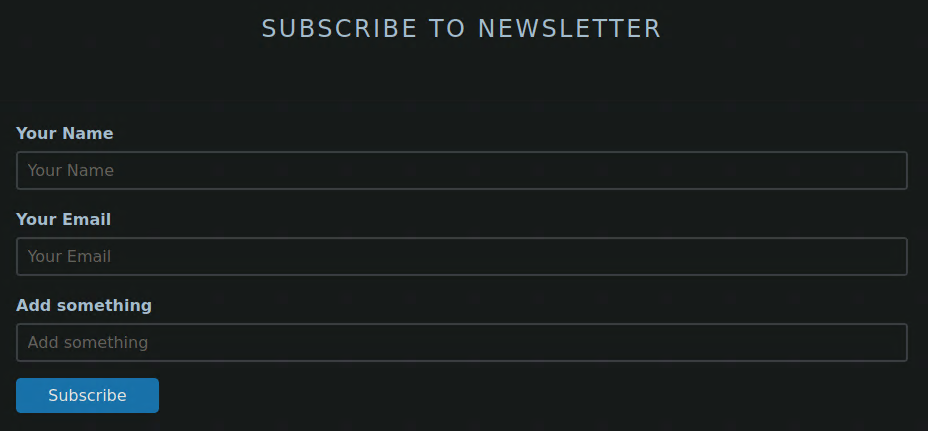 SUBSCRIBE TO NEWSLETTER
Your Name
Your Name
Your Email
Your Email
Add something
Add something
Subscribe